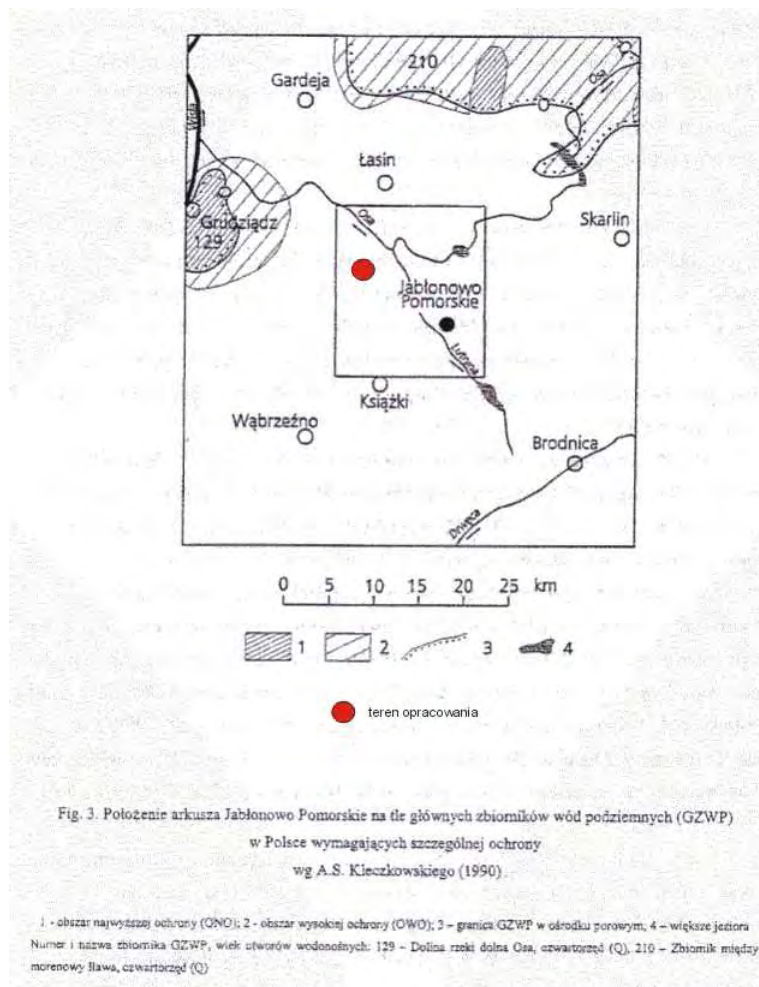 210
Gardeja
Osa
Wisła
Łasin
Grudziądz
129
Osa
Skarlin
Jabłonowo
Pomorskie
Lutryna
Książki
Wąbrzeźno
Brodnica
Drwęca
0 5 10 15 20 25 km
1 2 3 4
teren opracowania
Fig. 3. Położenie arkusza Jabłonowo Pomorskie na tle głównych zbiorników wód podziemnych (GZWP)
w Polsce wymagających szczególnej ochrony
wg A.S. Kleczkowskiego (1990)
1 - obszar najwyższej ochrony (ONO); 2 - obszar wysokiej ochrony (OWO); 3 – granica GZWP w ośrodku porowym; 4 – większe jeziora
Numer i nazwa zbiornika GZWP, wiek utworów wodonośnych: 129 – Dolina rzeki dolna Osa, czwartorzęd (Q), 210 – Zbiornik między
morenowy Iława, czwartorzęd (Q)